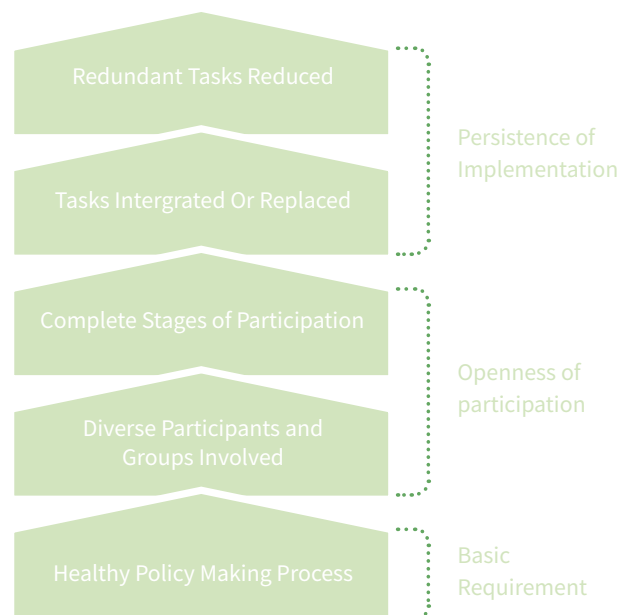 Redundant Tasks Reduced
Persistence of
Implementation
Tasks Intergrated Or Replaced
Complete Stages of Participation
Openness of
participation
Diverse Participants and
Groups Involved
Healthy Policy Making Process
Basic
Requirement